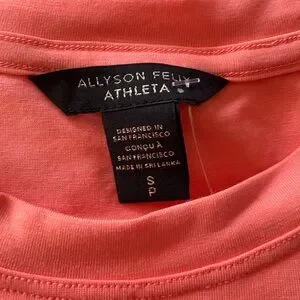 ALLYSON FELIX
ATHLETA
DESIGNED IN
SAN FRANCISCO
CONÇU À
SAN FRANCISCO
MADE IN SRI LANKA
S
P